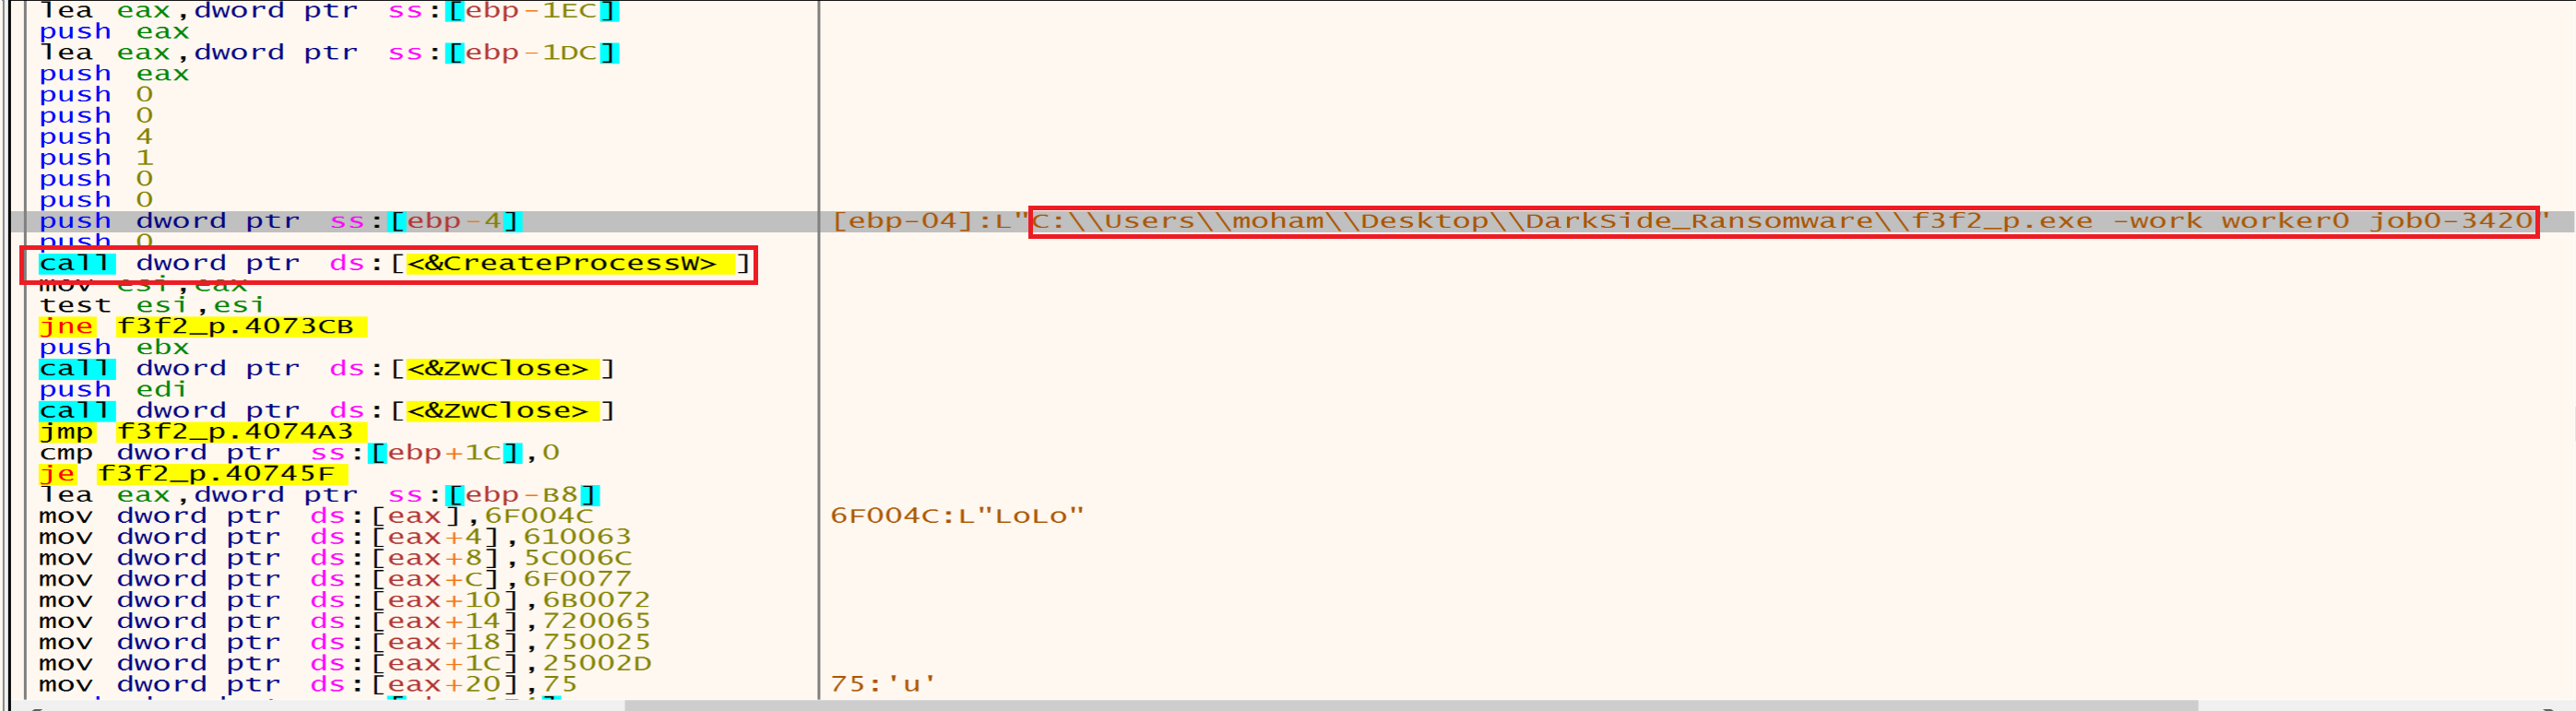 lea eax,dword ptr ss:[ebp-1EC]
push eax
lea eax,dword ptr ss:[ebp-1DC]
push eax
push 0
push 0
push 4
push 1
push 0
push 0
push dword ptr ss:[ebp-4] [ebp-04]:L"C:\\Users\\moham\\Desktop\\DarkSide_Ransomware\\f3f2_p.exe -work worker0 job0-3420"
push 0
call dword ptr ds:[<&CreateProcessW>]
mov esi,eax
test esi,esi
jne f3f2_p.4073CB
push ebx
call dword ptr ds:[<&ZwClose>]
push edi
call dword ptr ds:[<&ZwClose>]
jmp f3f2_p.4074A3
cmp dword ptr ss:[ebp+1C],0
je f3f2_p.40745F
lea eax,dword ptr ss:[ebp-B8]
mov dword ptr ds:[eax],6F004C 6F004C:L"LoLo"
mov dword ptr ds:[eax+4],610063
mov dword ptr ds:[eax+8],5C006C
mov dword ptr ds:[eax+C],6F0077
mov dword ptr ds:[eax+10],6B0072
mov dword ptr ds:[eax+14],720065
mov dword ptr ds:[eax+18],750025
mov dword ptr ds:[eax+1C],25002D
mov dword ptr ds:[eax+20],75 75:'u'